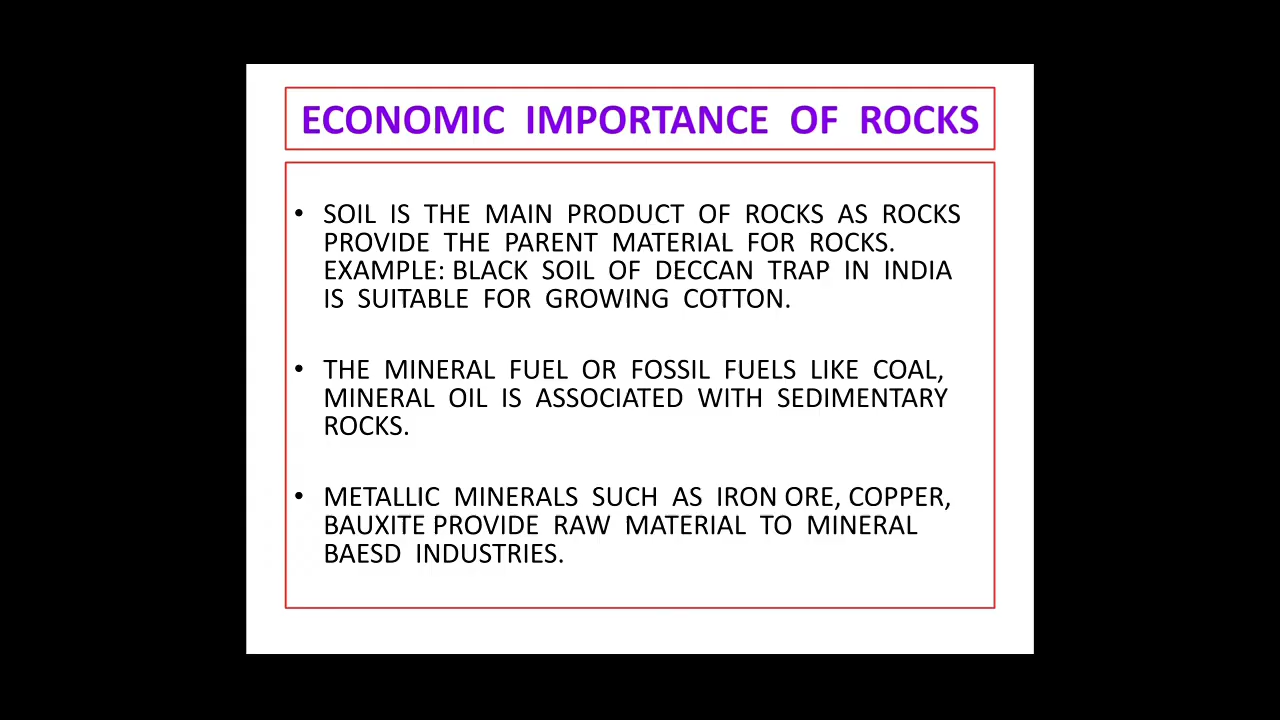 ECONOMIC IMPORTANCE OF ROCKS
• SOIL IS THE MAIN PRODUCT OF ROCKS AS ROCKS
PROVIDE THE PARENT MATERIAL FOR ROCKS.
EXAMPLE: BLACK SOIL OF DECCAN TRAP IN INDIA
IS SUITABLE FOR GROWING COTTON.
• THE MINERAL FUEL OR FOSSIL FUELS LIKE COAL,
MINERAL OIL IS ASSOCIATED WITH SEDIMENTARY
ROCKS.
• METALLIC MINERALS SUCH AS IRON ORE, COPPER,
BAUXITE PROVIDE RAW MATERIAL TO MINERAL
BAESD INDUSTRIES.